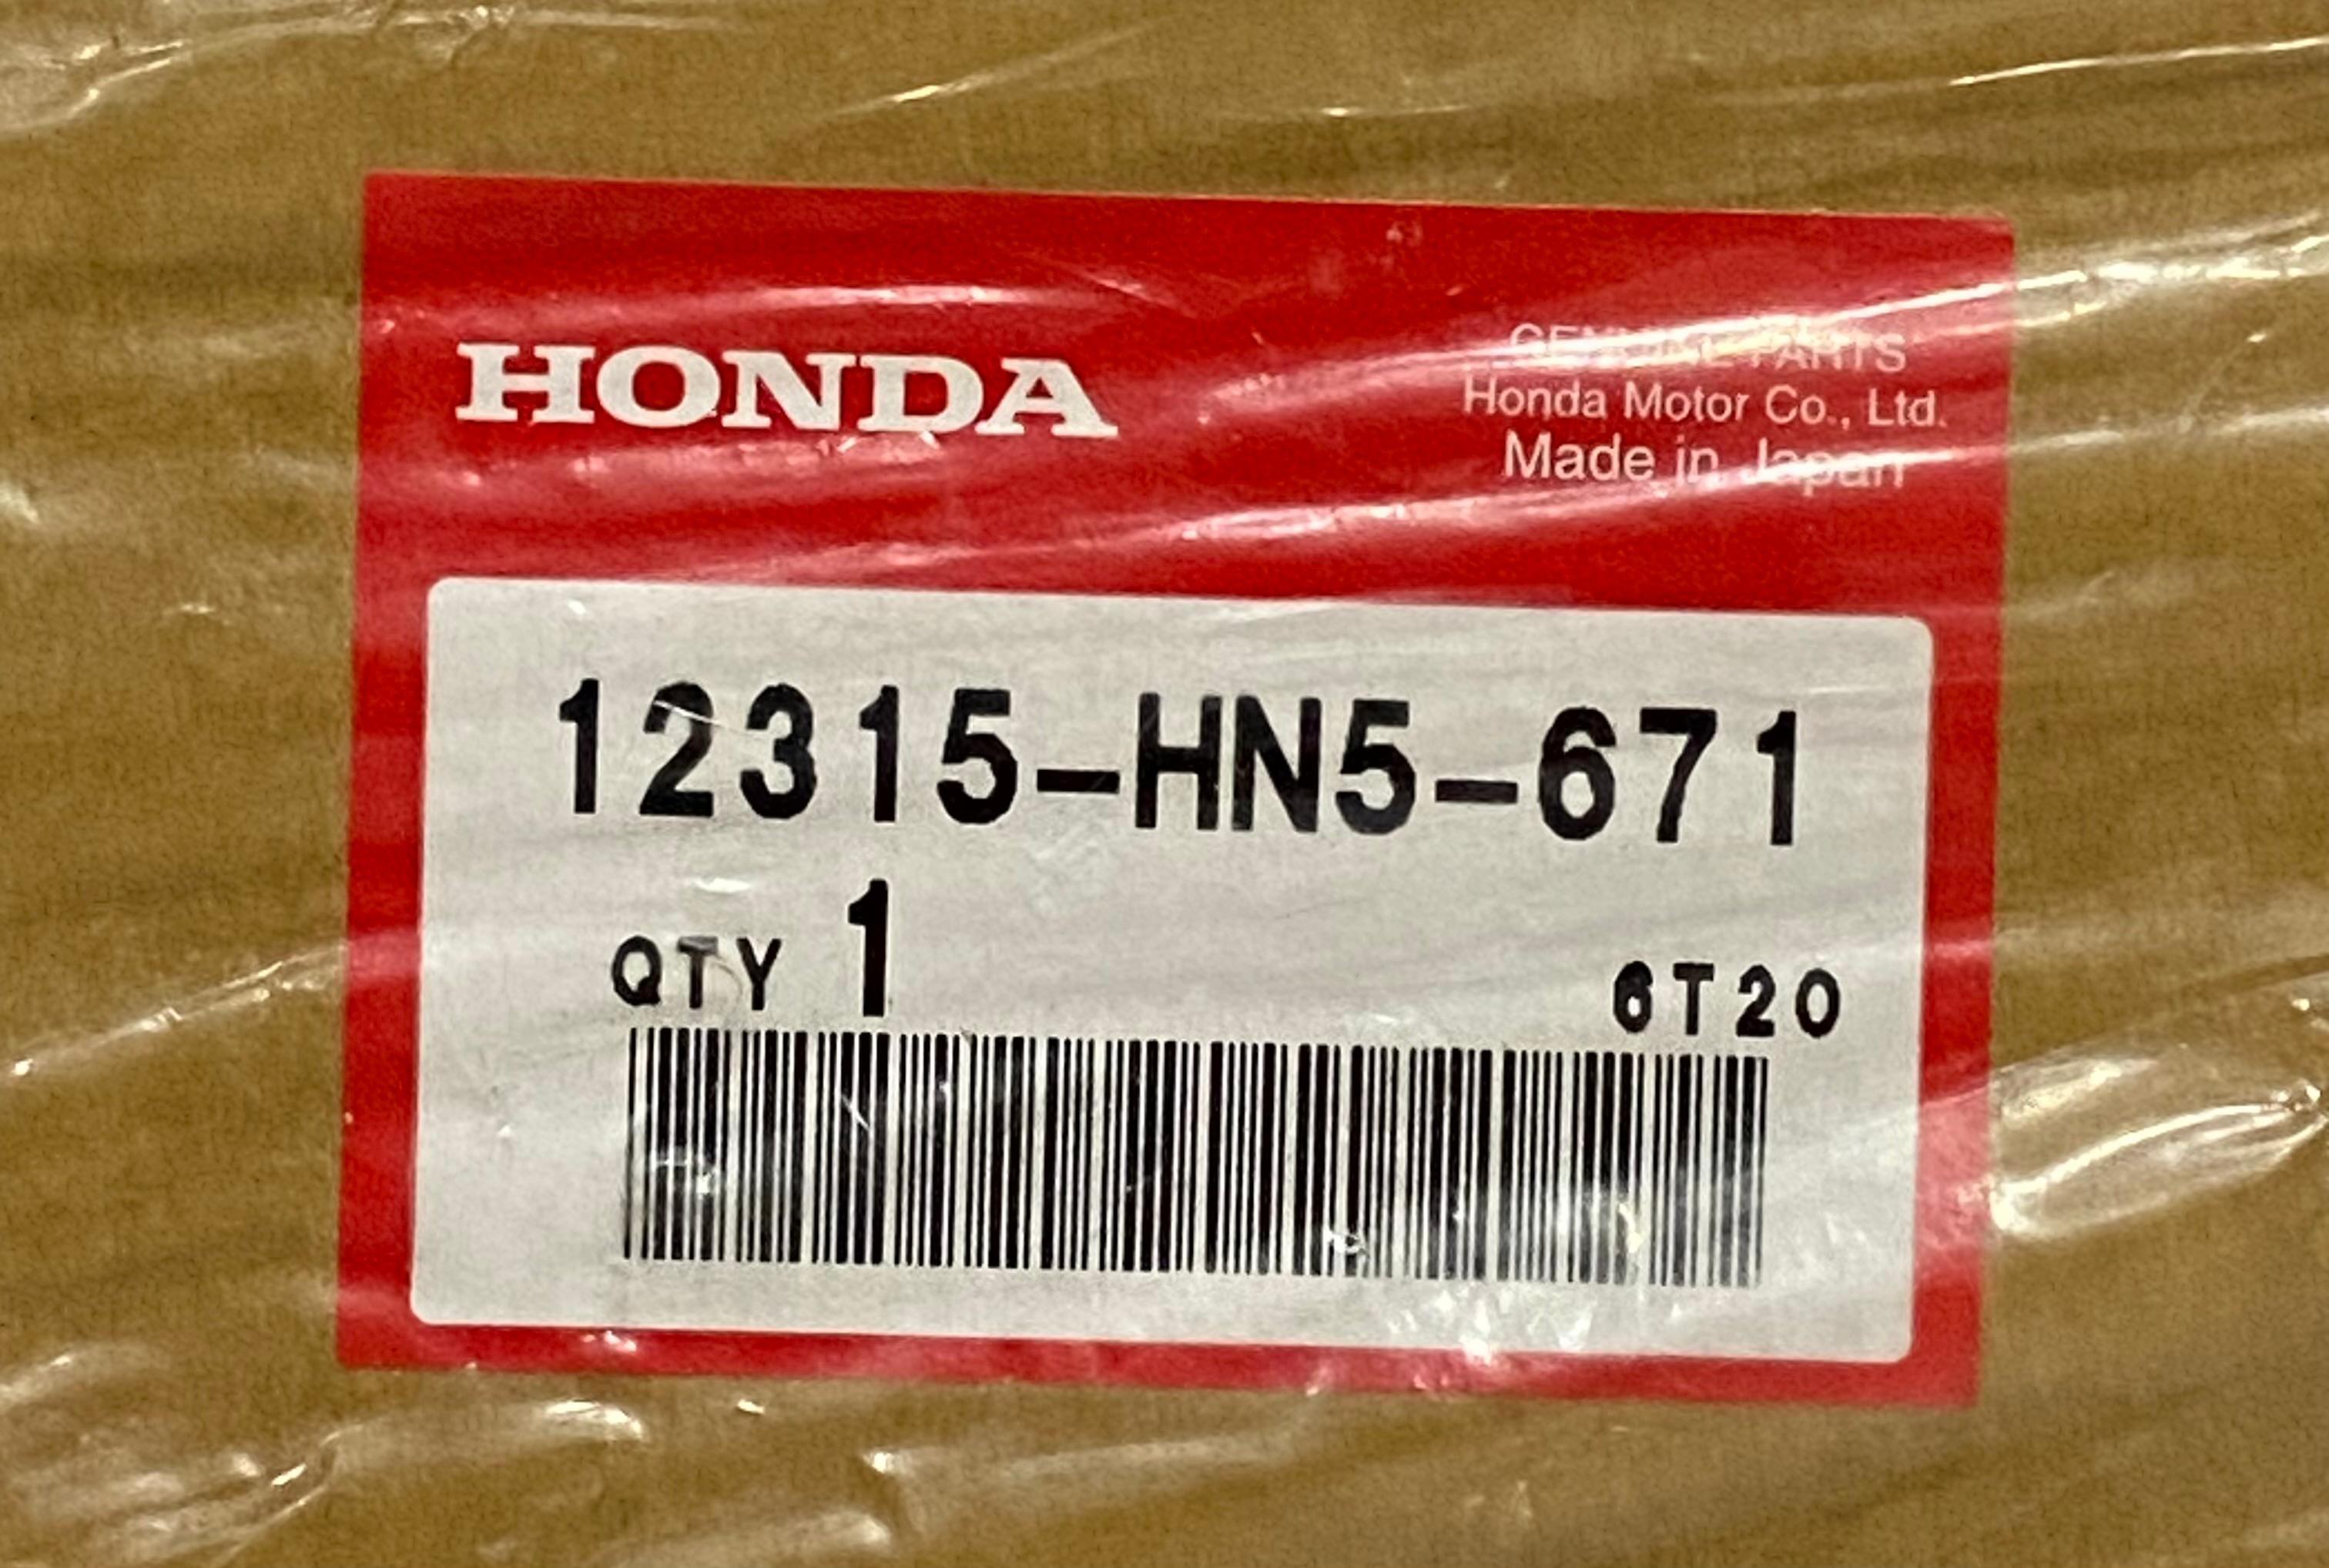 HONDA
GENUINE PARTS
Honda Motor Co., Ltd.
Made in Japan
12315-HN5-671
QTY 1
6T20